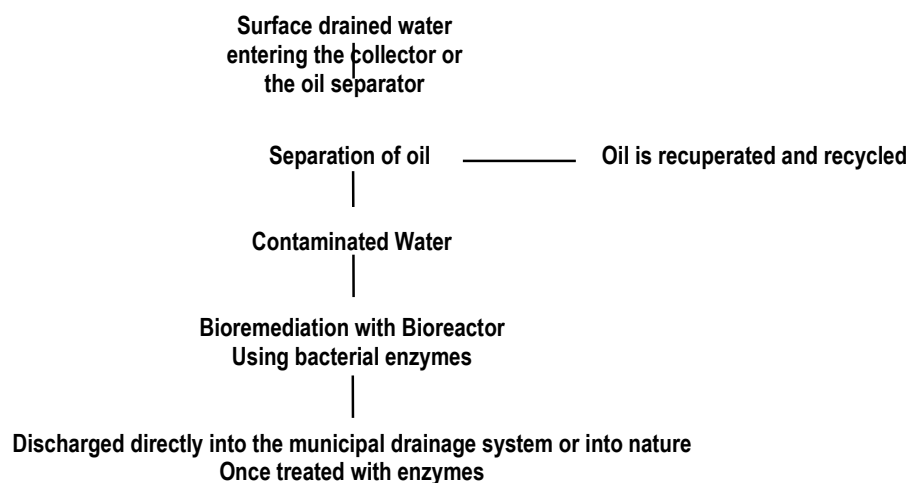 Surface drained water
entering the collector or
the oil separator
Separation of oil
Oil is recuperated and recycled
Contaminated Water
Bioremediation with Bioreactor
Using bacterial enzymes
Discharged directly into the municipal drainage system or into nature
Once treated with enzymes